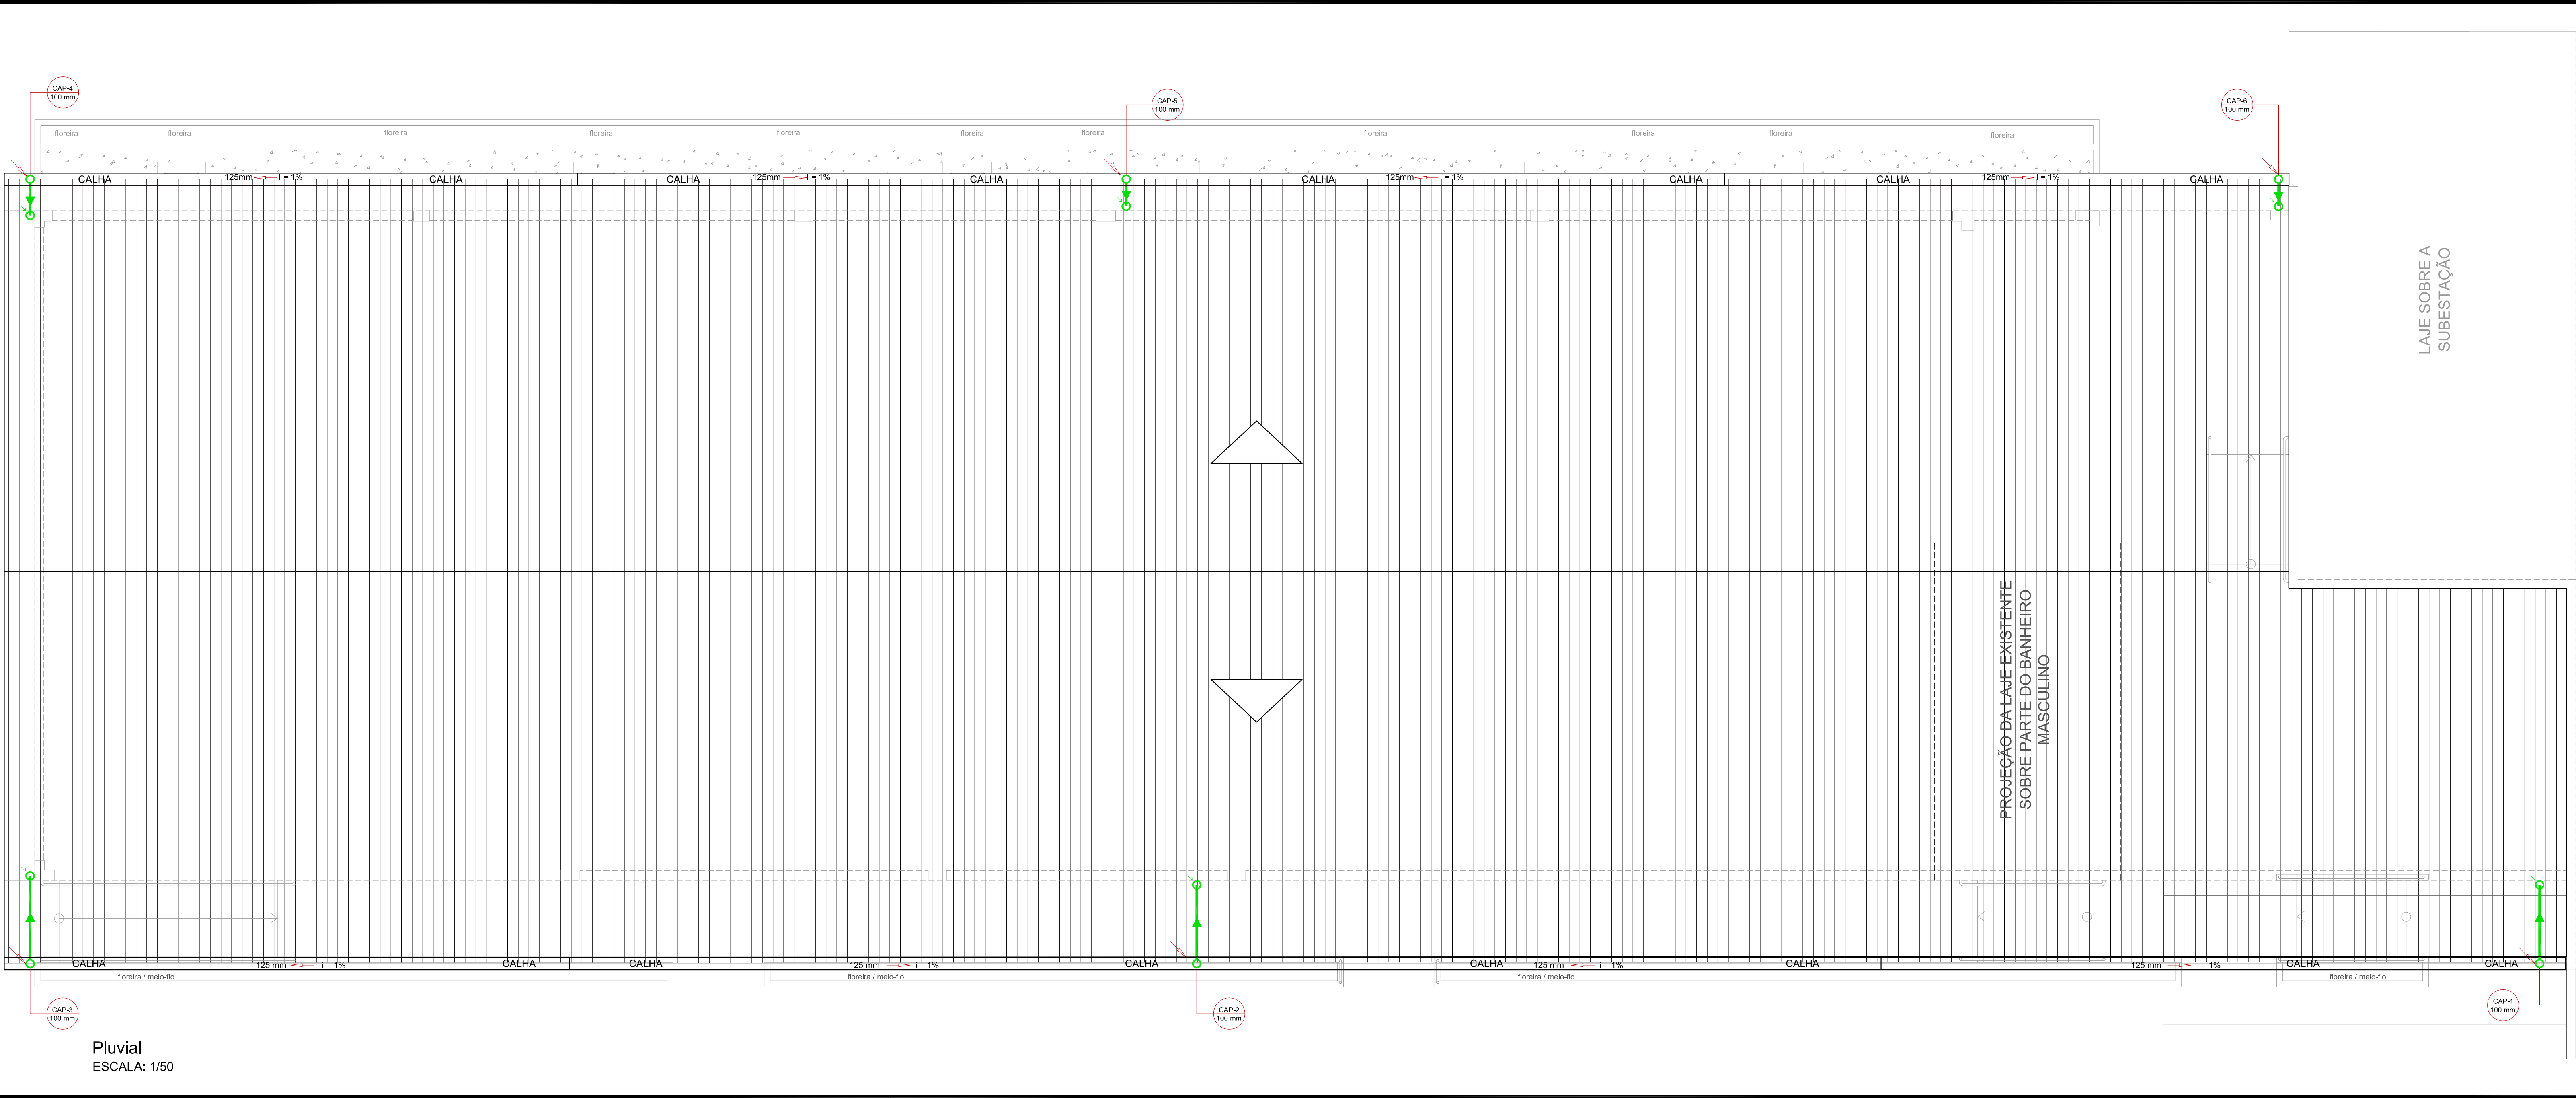 CAP-4
100 mm
CAP-5
100 mm
CAP-6
100 mm
floreira
floreira
floreira
floreira
floreira
floreira
floreira
floreira
floreira
floreira
floreira
CALHA
125mm
i = 1%
CALHA
CALHA
125mm
i = 1%
CALHA
CALHA
125mm
i = 1%
CALHA
CALHA
125mm
i = 1%
CALHA
LAJE SOBRE A
SUBESTAÇÃO
PROJEÇÃO DA LAJE EXISTENTE
SOBRE PARTE DO BANHEIRO
MASCULINO
CALHA
125 mm
i = 1%
CALHA
CALHA
125 mm
i = 1%
CALHA
CALHA
125 mm
i = 1%
CALHA
125 mm
i = 1%
CALHA
CALHA
floreira / meio-fio
floreira / meio-fio
floreira / meio-fio
floreira / meio-fio
CAP-3
100 mm
CAP-2
100 mm
CAP-1
100 mm
Pluvial
ESCALA: 1/50